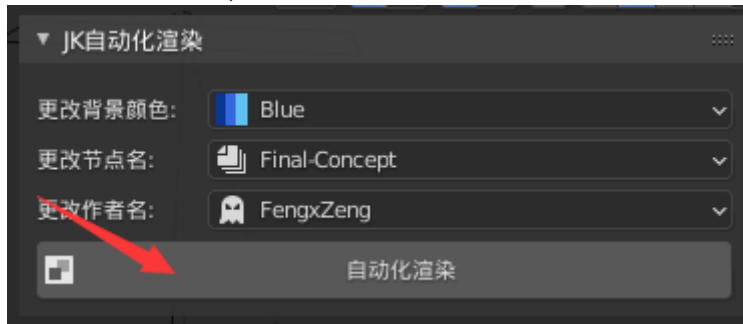 JK自动化渲染
更改背景颜色: Blue
更改节点名: Final-Concept
更改作者名: FengxZeng
自动化渲染